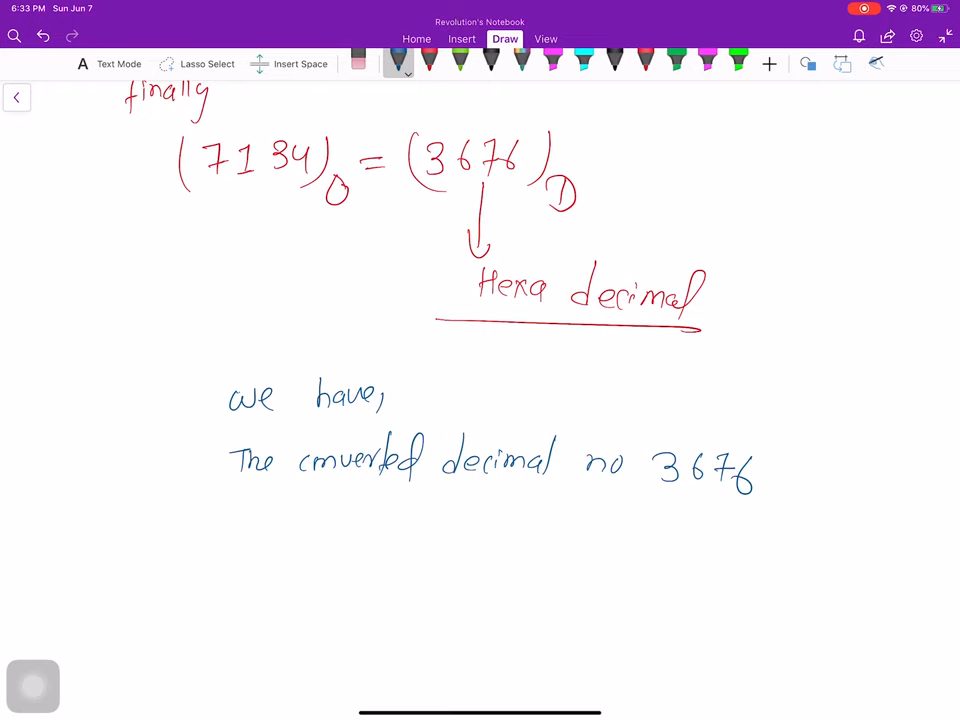 6:33 PM Sun Jun 7
80%
Revolution's Notebook
Home Insert Draw View
A Text Mode Lasso Select Insert Space
finally
(7134)O = (3676)D
Hexa decimal
we have,
The converted decimal no 3676